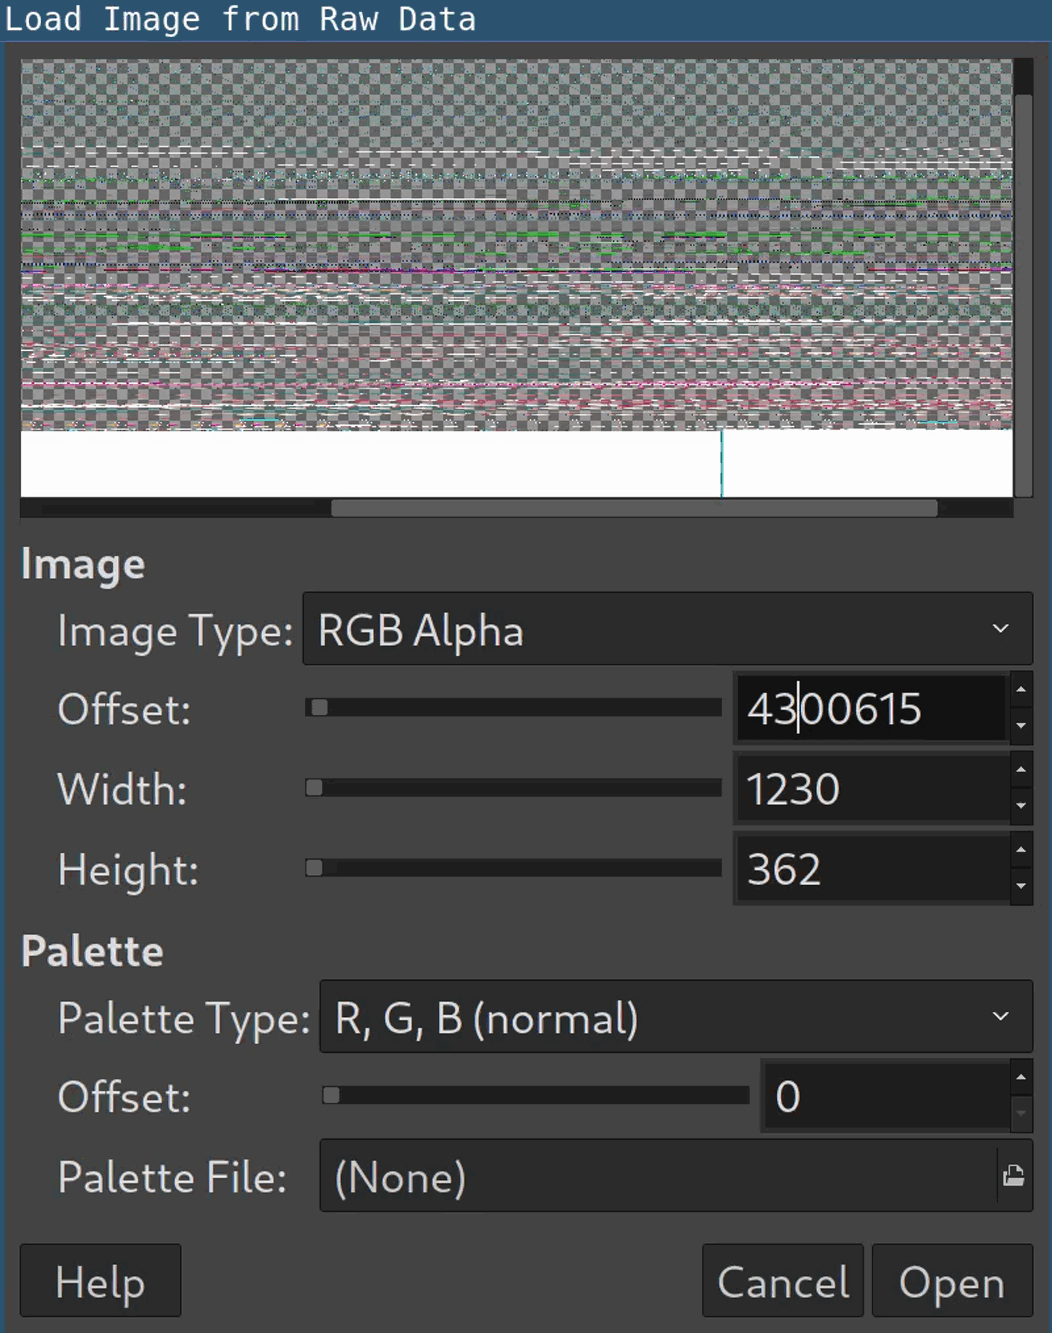 Load Image from Raw Data
Image
Image Type: RGB Alpha
Offset: 4300615
Width: 1230
Height: 362
Palette
Palette Type: R, G, B (normal)
Offset: 0
Palette File: (None)
Help Cancel Open